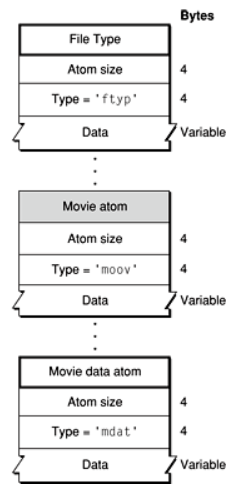 Bytes
File Type
Atom size 4
Type = 'ftyp' 4
Data Variable
Movie atom
Atom size 4
Type = 'moov' 4
Data Variable
Movie data atom
Atom size 4
Type = 'mdat' 4
Data Variable